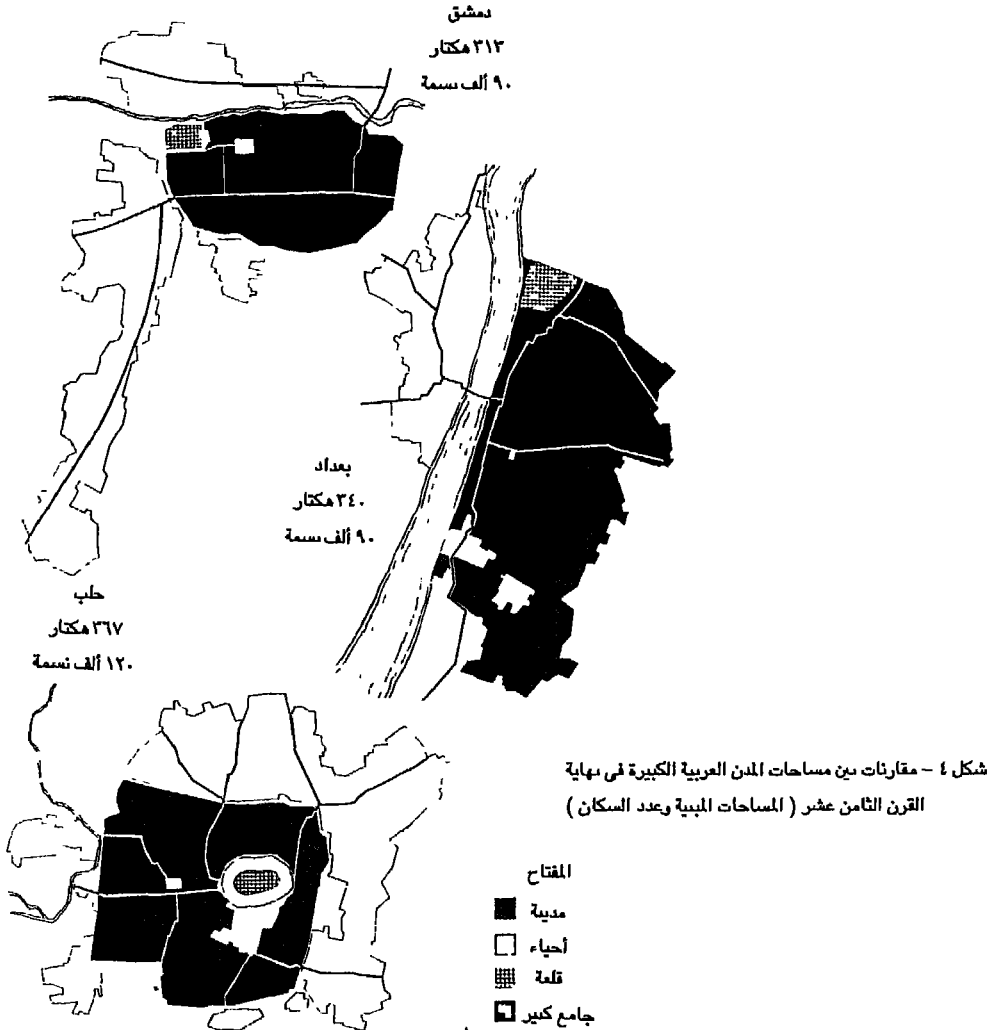 دمشق
٣١٣ هكتار
٩٠ ألف نسمة
بغداد
٣٤٠ هكتار
٩٠ ألف نسمة
حلب
٣٦٧ هكتار
١٢٠ ألف نسمة
شكل ٤ – مقارنات بين مساحات المدن العربية الكبيرة فى نهاية
القرن الثامن عشر ( المساحات المبنية وعدد السكان )
المفتاح
مدينة
أحياء
قلعة
جامع كبير